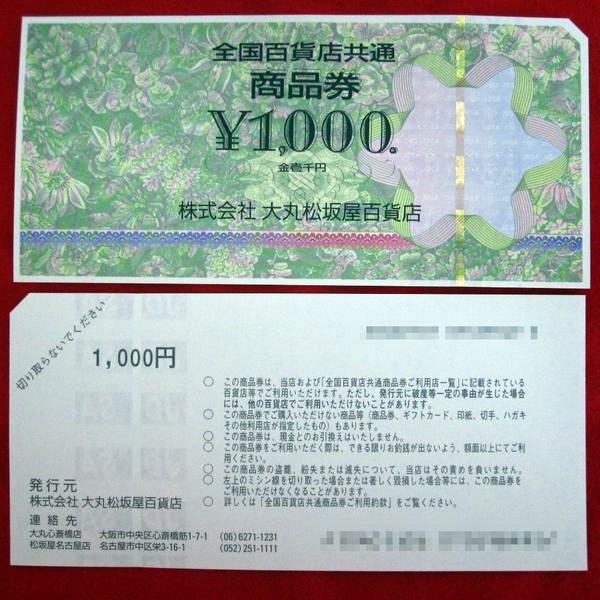 全国百貨店共通
商品券
¥1,000.
金壱千円
株式会社 大丸松坂屋百貨店
切り取らないでください
1,000円
○ この商品券は、当店および「全国百貨店共通商品券ご利用店一覧」に記載されている
百貨店等でご利用いただけます。ただし、発行元に破産等一定の事由が生じた場合
には、他の百貨店でご利用いただけないことがあります。
○ この商品券でご購入いただけない商品等(商品券、ギフトカード、印紙、切手、ハガキ
その他利用店が指定したもの)もあります。
○ この商品券は、現金とのお引換えはいたしません。
○ この商品券をご利用いただく際は、できる限りお釣銭が出ないよう、額面以上にてご利
用ください。
○ この商品券の盗難、紛失または滅失について、当店はその責めを負いません。
○ 左上のミシン線を切り取った場合または著しく毀損した場合等には、この商品券を
ご利用いただけなくなることがあります。
○ 詳しくは「全国百貨店共通商品券ご利用約款」をご覧ください。
発行元
株式会社 大丸松坂屋百貨店
連絡先
大丸心斎橋店 大阪市中央区心斎橋筋1-7-1 (06)6271-1231
松坂屋名古屋店 名古屋市中区栄3-16-1 (052)251-1111